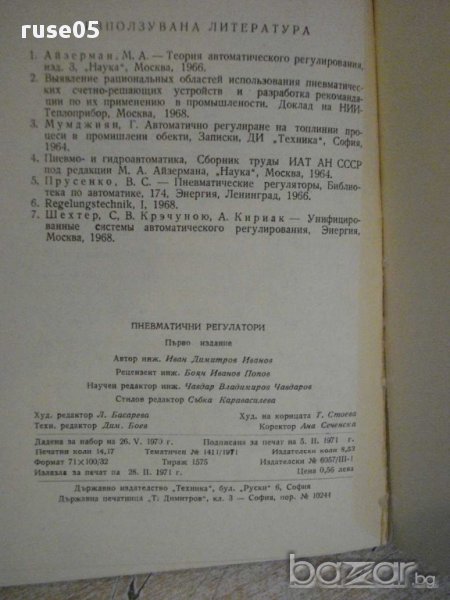 ruse05
ИЗПОЛЗУВАНА ЛИТЕРАТУРА
1. Айзерман, М. А. — Теория автоматического регулирования,
изд. 3, „Наука", Москва, 1966.
2. Выявление рациональных областей использования пневматичес-
ких счетно-решающих устройств и разработка рекоменда-
ции по их применению в промышлености. Доклад на НИИ-
Теплоприбор, Москва, 1968.
3. Мумджиян, Г. Автоматично регулиране на топлинни про-
цеси в промишлени обекти, Записки, ДИ „Техника", София,
1964.
4. Пневмо- и гидроавтоматика, Сборник труды ИАТ АН СССР
под редакции М. А. Айзермана, „Наука", Москва, 1964.
5. Прусенко, В. С. — Пневматические регуляторы, Библио-
тека по автоматике, 174, Энергия, Ленинград, 1966.
6. Regelungstechnik, I, 1968.
7. Шехтер, С, В. Крэчуною, А. Кириак — Унифициро-
ванные системы автоматического регулирования, Энергия,
Москва, 1968.
ПНЕВМАТИЧНИ РЕГУЛАТОРИ
Първо издание
Автор инж. Иван Димитров Иванов
Рецензент инж. Боян Иванов Попов
Научен редактор инж. Чавдар Владимиров Чавдаров
Стилов редактор Събка Каравасилева
Худ. редактор Л. Басарева Худ. на корицата Т. Стоева
Техн. редактор Дим. Боев Коректор Ана Сеченска
Дадена за набор на 26. V. 1970 г. Подписана за печат на 5. II. 1971 г.
Печатни коли 14,17 Тематичен № 1411/1971 Издателски коли 8,53
Формат 71×100/32 Тираж 1575 Издателски № 6057/III-1
Излязла за печат на 28. II. 1971 г. Цена 0,56 лева
Държавно издателство „Техника", бул. „Руски" 6, София
Държавна печатница „Т. Димитров", кл. 3 — София, пор. № 10244
bazar.bg